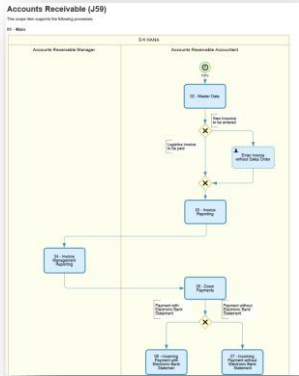 Accounts Receivable (J59)
This scope item supports the following processes.
01 - Main
S/4 HANA
Accounts Receivable Manager
Accounts Receivable Accountant
02 - Master Data
New Invoice
to be entered
Logistics Invoice
to be paid
Enter Invoice
without Sales Order
03 - Invoice
Reporting
04 - Invoice
Management
Reporting
05 - Down
Payments
Payment with
Electronic Bank
Statement
Payment without
Electronic Bank
Statement
06 - Incoming
Payment with
Electronic Bank
Statement
07 - Incoming
Payment without
Electronic Bank
Statement